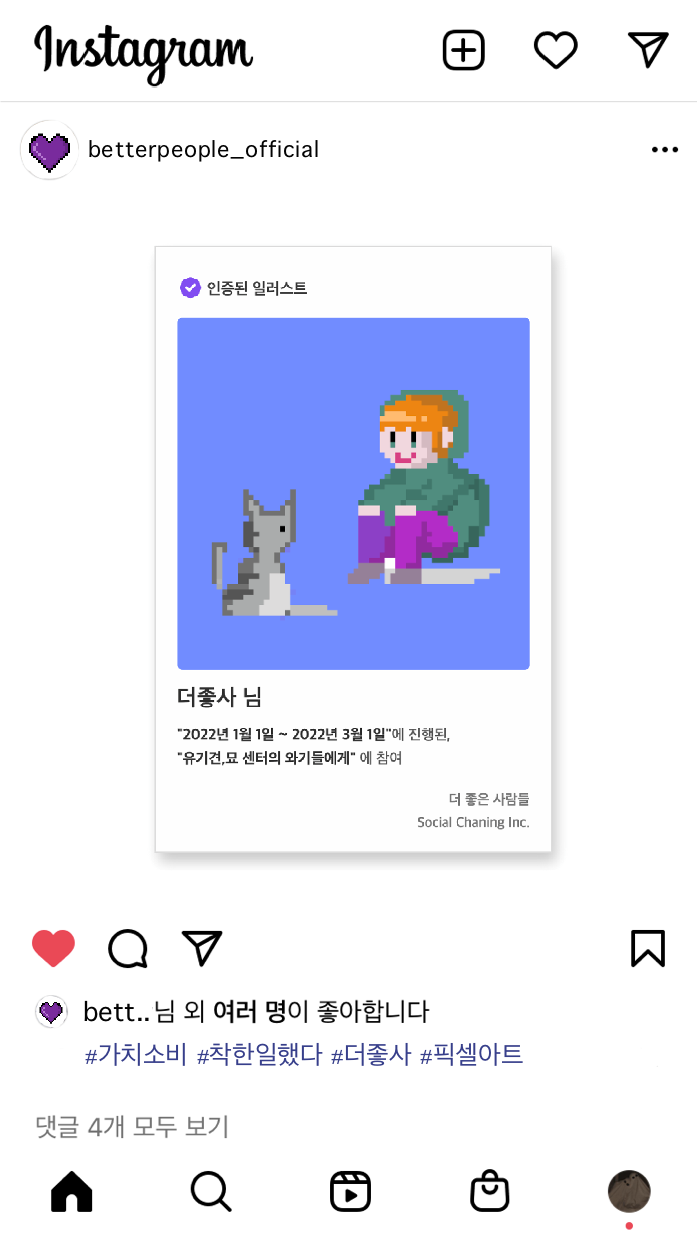 Instagram
betterpeople_official
인증된 일러스트
더좋사 님
"2022년 1월 1일 ~ 2022년 3월 1일"에 진행된,
"유기견,묘 센터의 와기들에게" 에 참여
더 좋은 사람들
Social Chaning Inc.
bett..님 외 여러 명이 좋아합니다
#가치소비 #착한일했다 #더좋사 #픽셀아트
댓글 4개 모두 보기